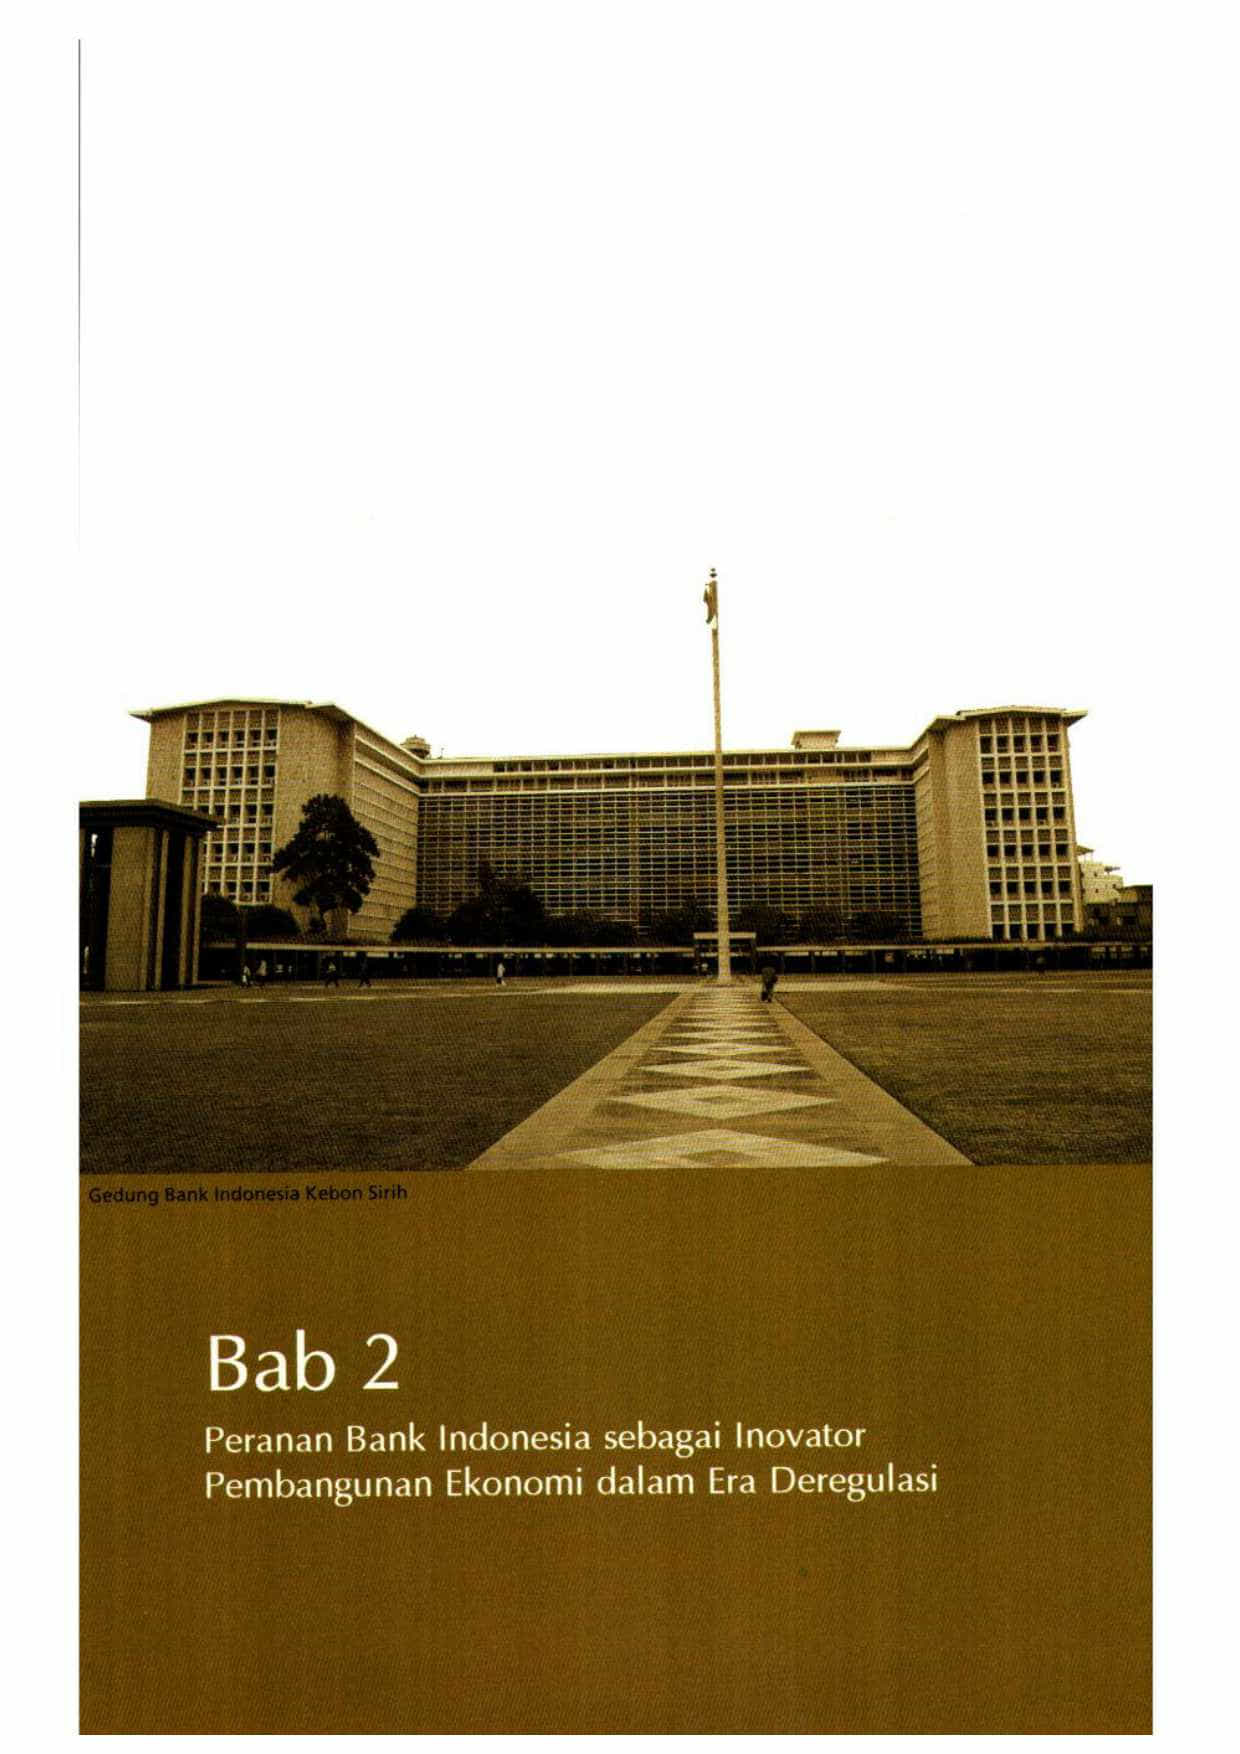 Gedung Bank Indonesia Kebon Sirih
Bab 2
Peranan Bank Indonesia sebagai Inovator
Pembangunan Ekonomi dalam Era Deregulasi